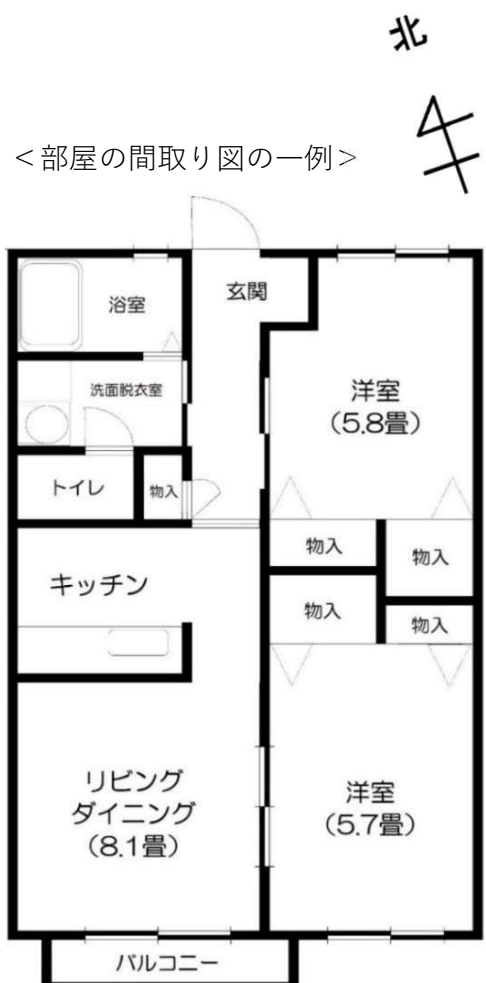 北
＜部屋の間取り図の一例＞
浴室
玄関
洗面脱衣室
洋室
（5.8畳）
トイレ
物入
物入
物入
キッチン
物入
物入
リビング
ダイニング
（8.1畳）
洋室
（5.7畳）
バルコニー